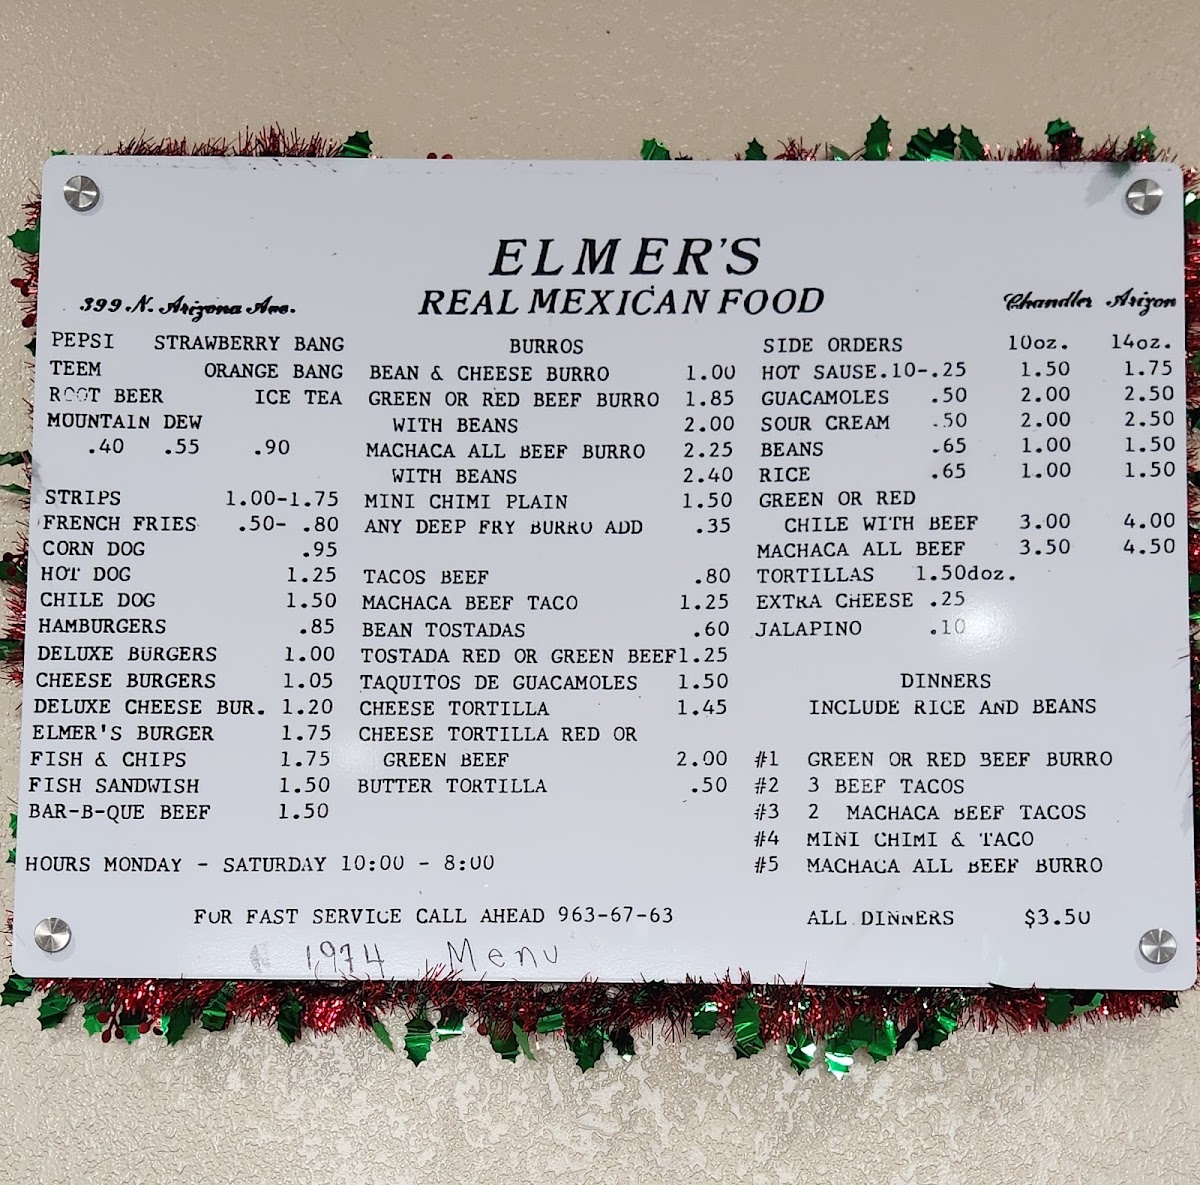 ELMER'S
REAL MEXICAN FOOD
399 N. Arizona Ave.
Chandler Arizon
PEPSI STRAWBERRY BANG
TEEM ORANGE BANG
ROOT BEER ICE TEA
MOUNTAIN DEW
.40 .55 .90
STRIPS 1.00-1.75
FRENCH FRIES .50- .80
CORN DOG .95
HOT DOG 1.25
CHILE DOG 1.50
HAMBURGERS .85
DELUXE BURGERS 1.00
CHEESE BURGERS 1.05
DELUXE CHEESE BUR. 1.20
ELMER'S BURGER 1.75
FISH & CHIPS 1.75
FISH SANDWISH 1.50
BAR-B-QUE BEEF 1.50
BURROS
BEAN & CHEESE BURRO 1.00
GREEN OR RED BEEF BURRO 1.85
WITH BEANS 2.00
MACHACA ALL BEEF BURRO 2.25
WITH BEANS 2.40
MINI CHIMI PLAIN 1.50
ANY DEEP FRY BURRO ADD .35
TACOS BEEF .80
MACHACA BEEF TACO 1.25
BEAN TOSTADAS .60
TOSTADA RED OR GREEN BEEF1.25
TAQUITOS DE GUACAMOLES 1.50
CHEESE TORTILLA 1.45
CHEESE TORTILLA RED OR
GREEN BEEF 2.00
BUTTER TORTILLA .50
SIDE ORDERS 10oz. 14oz.
HOT SAUSE.10-.25 1.50 1.75
GUACAMOLES .50 2.00 2.50
SOUR CREAM .50 2.00 2.50
BEANS .65 1.00 1.50
RICE .65 1.00 1.50
GREEN OR RED
CHILE WITH BEEF 3.00 4.00
MACHACA ALL BEEF 3.50 4.50
TORTILLAS 1.50doz.
EXTRA CHEESE .25
JALAPINO .10
DINNERS
INCLUDE RICE AND BEANS
#1 GREEN OR RED BEEF BURRO
#2 3 BEEF TACOS
#3 2 MACHACA BEEF TACOS
#4 MINI CHIMI & TACO
#5 MACHACA ALL BEEF BURRO
ALL DINNERS $3.50
HOURS MONDAY - SATURDAY 10:00 - 8:00
FOR FAST SERVICE CALL AHEAD 963-67-63
1974 Menu